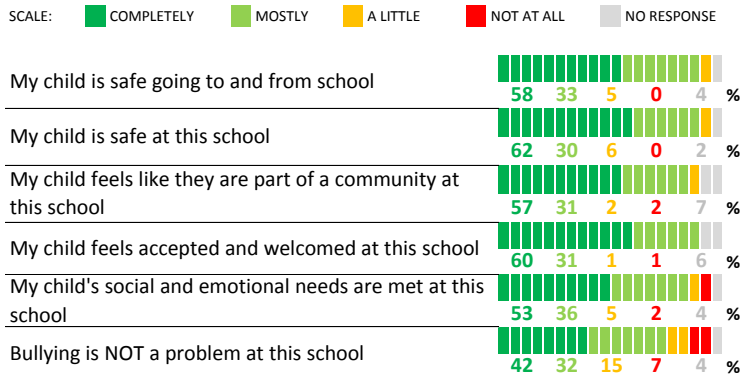 SCALE: COMPLETELY MOSTLY A LITTLE NOT AT ALL NO RESPONSE
My child is safe going to and from school
58 33 5 0 4 %
My child is safe at this school
62 30 6 0 2 %
My child feels like they are part of a community at
this school
57 31 2 2 7 %
My child feels accepted and welcomed at this school
60 31 1 1 6 %
My child's social and emotional needs are met at this
school
53 36 5 2 4 %
Bullying is NOT a problem at this school
42 32 15 7 4 %